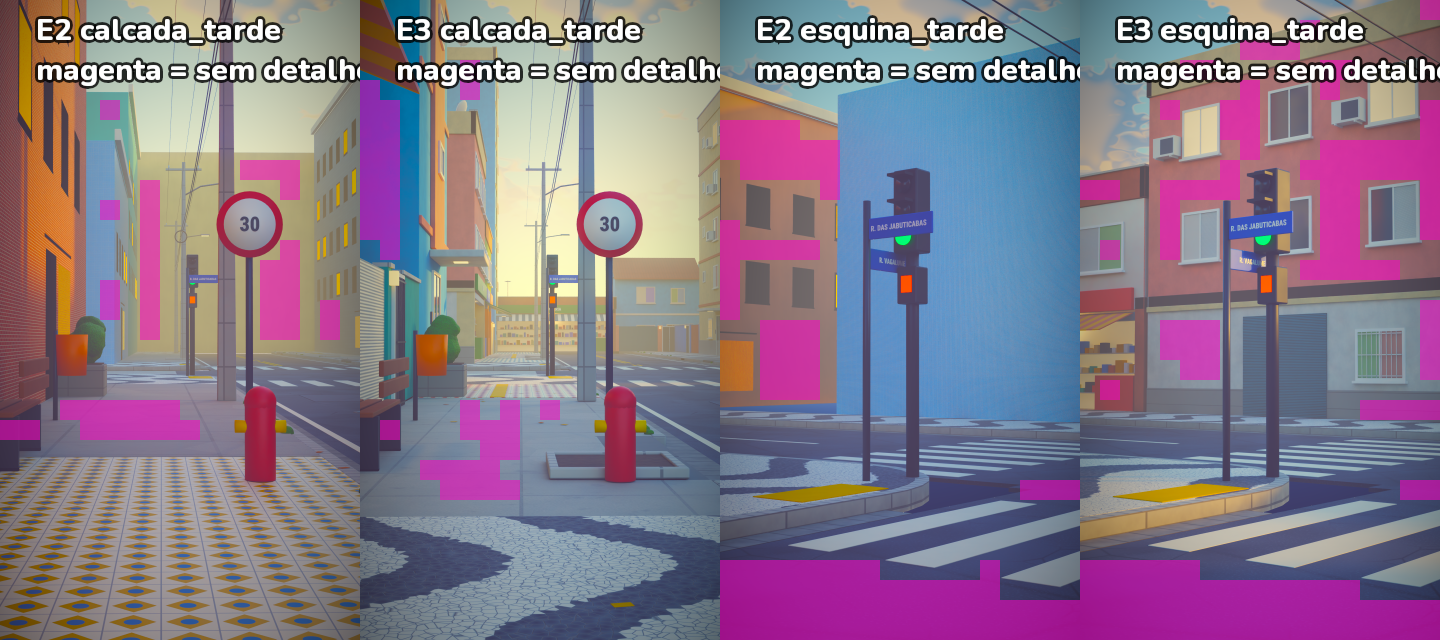 E2 calcada_tarde
magenta = sem detalhe
E3 calcada_tarde
magenta = sem detalhe
E2 esquina_tarde
magenta = sem detalhe
E3 esquina_tarde
magenta = sem detalhe
30
30
R. DAS JABUTICABAS
R. DAS JABUTICABAS